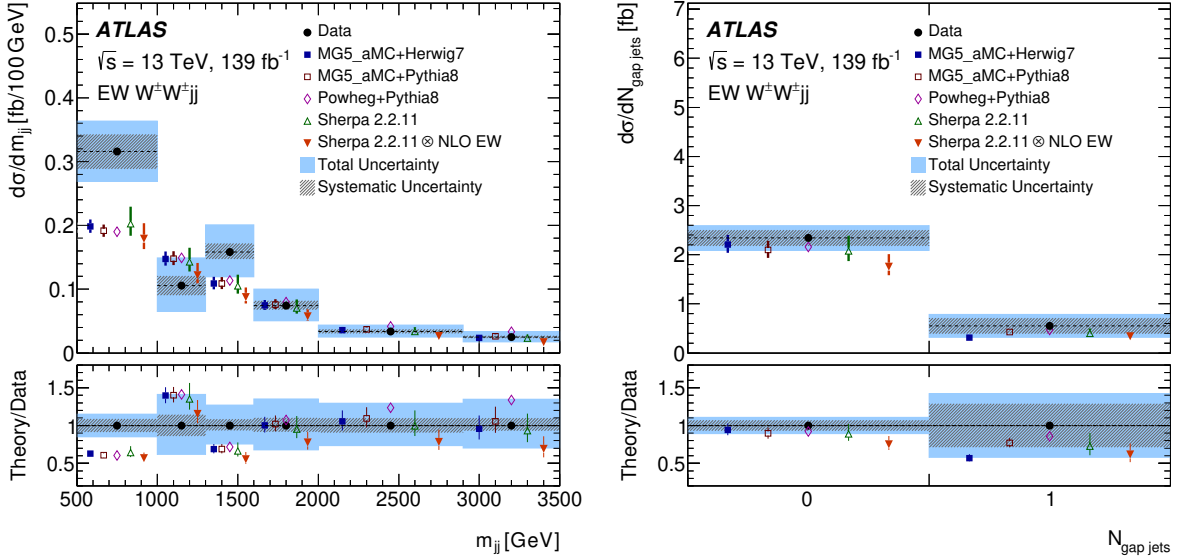 ATLAS
√s = 13 TeV, 139 fb⁻¹
EW W±W±jj
Data
MG5_aMC+Herwig7
MG5_aMC+Pythia8
Powheg+Pythia8
Sherpa 2.2.11
Sherpa 2.2.11 ⊗ NLO EW
Total Uncertainty
Systematic Uncertainty
dσ/dm_jj [fb/100 GeV]
0.5
0.4
0.3
0.2
0.1
0
Theory/Data
1.5
1
0.5
500 1000 1500 2000 2500 3000 3500
m_jj [GeV]
ATLAS
√s = 13 TeV, 139 fb⁻¹
EW W±W±jj
Data
MG5_aMC+Herwig7
MG5_aMC+Pythia8
Powheg+Pythia8
Sherpa 2.2.11
Sherpa 2.2.11 ⊗ NLO EW
Total Uncertainty
Systematic Uncertainty
dσ/dN_gap jets [fb]
7
6
5
4
3
2
1
0
Theory/Data
1.5
1
0.5
0 1
N_gap jets